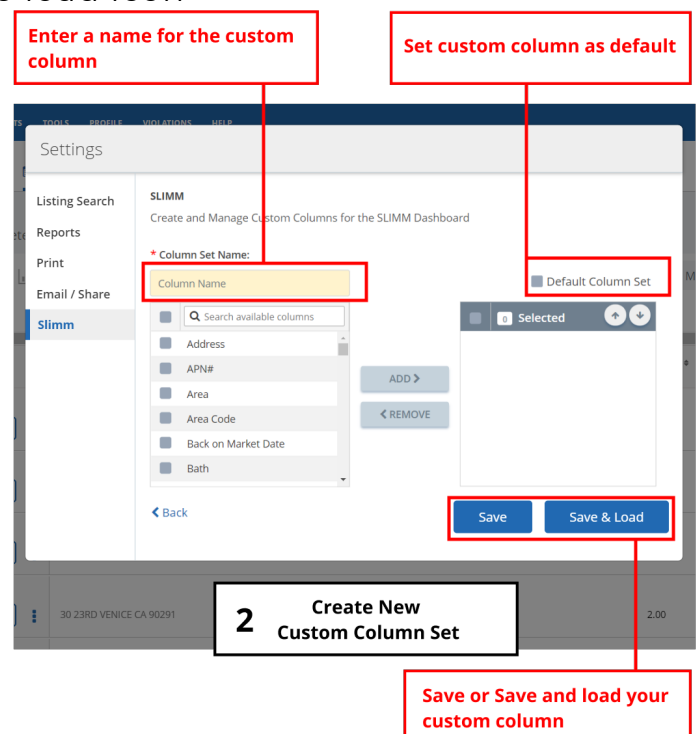 Enter a name for the custom
column
Set custom column as default
TS TOOLS PROFILE VIOLATIONS HELP
Settings
Listing Search
Reports
Print
Email / Share
Slimm
SLIMM
Create and Manage Custom Columns for the SLIMM Dashboard
* Column Set Name:
Column Name
Default Column Set
Search available columns
0 Selected
Address
APN#
Area
Area Code
Back on Market Date
Bath
ADD
REMOVE
Back
Save
Save & Load
30 23RD VENICE CA 90291
2.00
2 Create New
Custom Column Set
Save or Save and load your
custom column